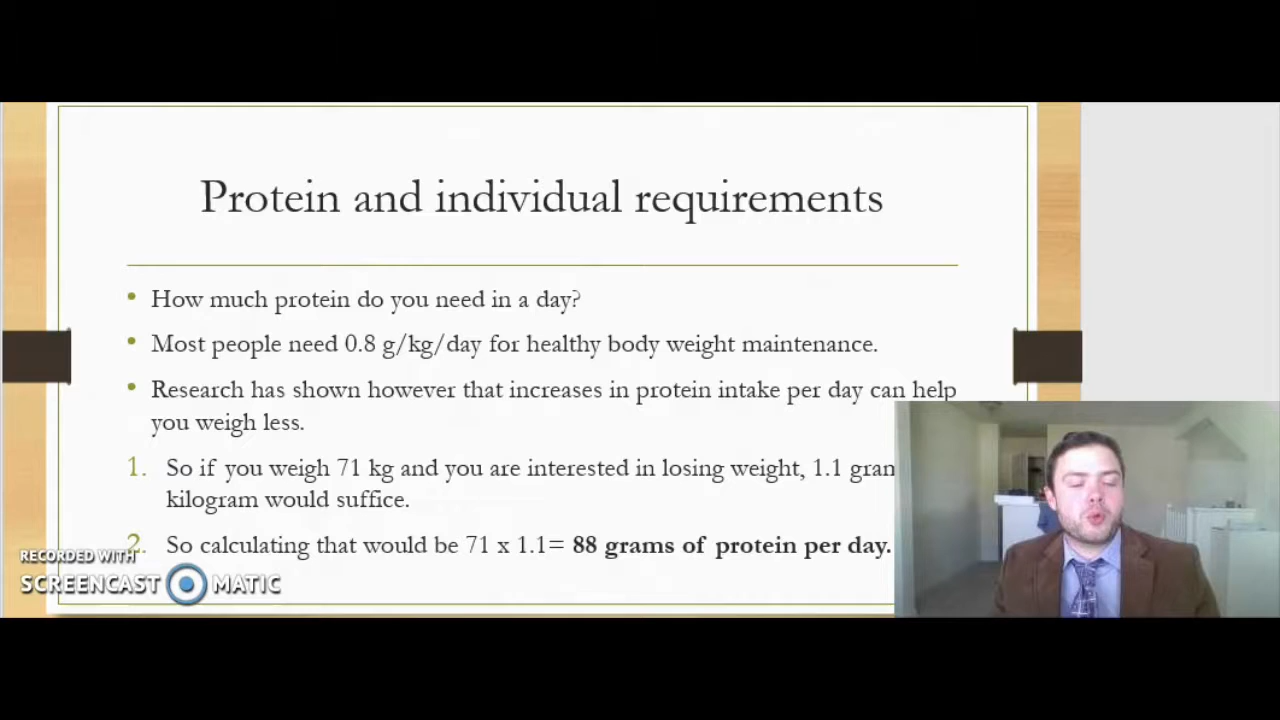 Protein and individual requirements
• How much protein do you need in a day?
• Most people need 0.8 g/kg/day for healthy body weight maintenance.
• Research has shown however that increases in protein intake per day can help
you weigh less.
1. So if you weigh 71 kg and you are interested in losing weight, 1.1
kilogram would suffice.
2. So calculating that would be 71 x 1.1= 88 grams of protein per day.
RECORDED WITH
SCREENCAST MATIC